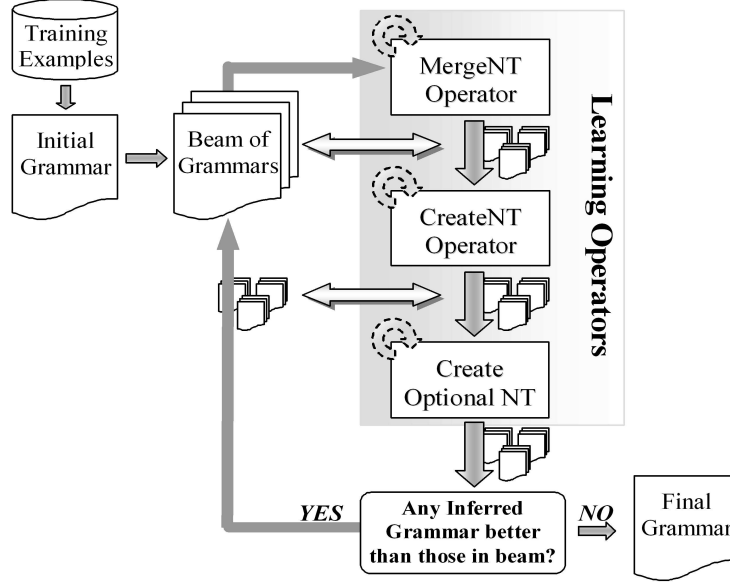 Training
Examples
Initial
Grammar
Beam of
Grammars
MergeNT
Operator
CreateNT
Operator
Create
Optional NT
Learning Operators
YES
Any Inferred
Grammar better
than those in beam?
NO
Final
Grammar